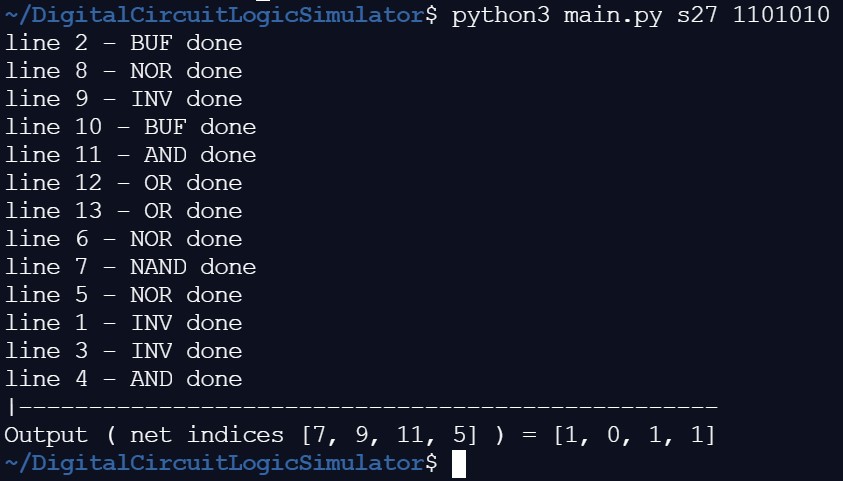 ~/DigitalCircuitLogicSimulator$ python3 main.py s27 1101010
line 2 - BUF done
line 8 - NOR done
line 9 - INV done
line 10 - BUF done
line 11 - AND done
line 12 - OR done
line 13 - OR done
line 6 - NOR done
line 7 - NAND done
line 5 - NOR done
line 1 - INV done
line 3 - INV done
line 4 - AND done
|--------------------------------------------------
Output ( net indices [7, 9, 11, 5] ) = [1, 0, 1, 1]
~/DigitalCircuitLogicSimulator$